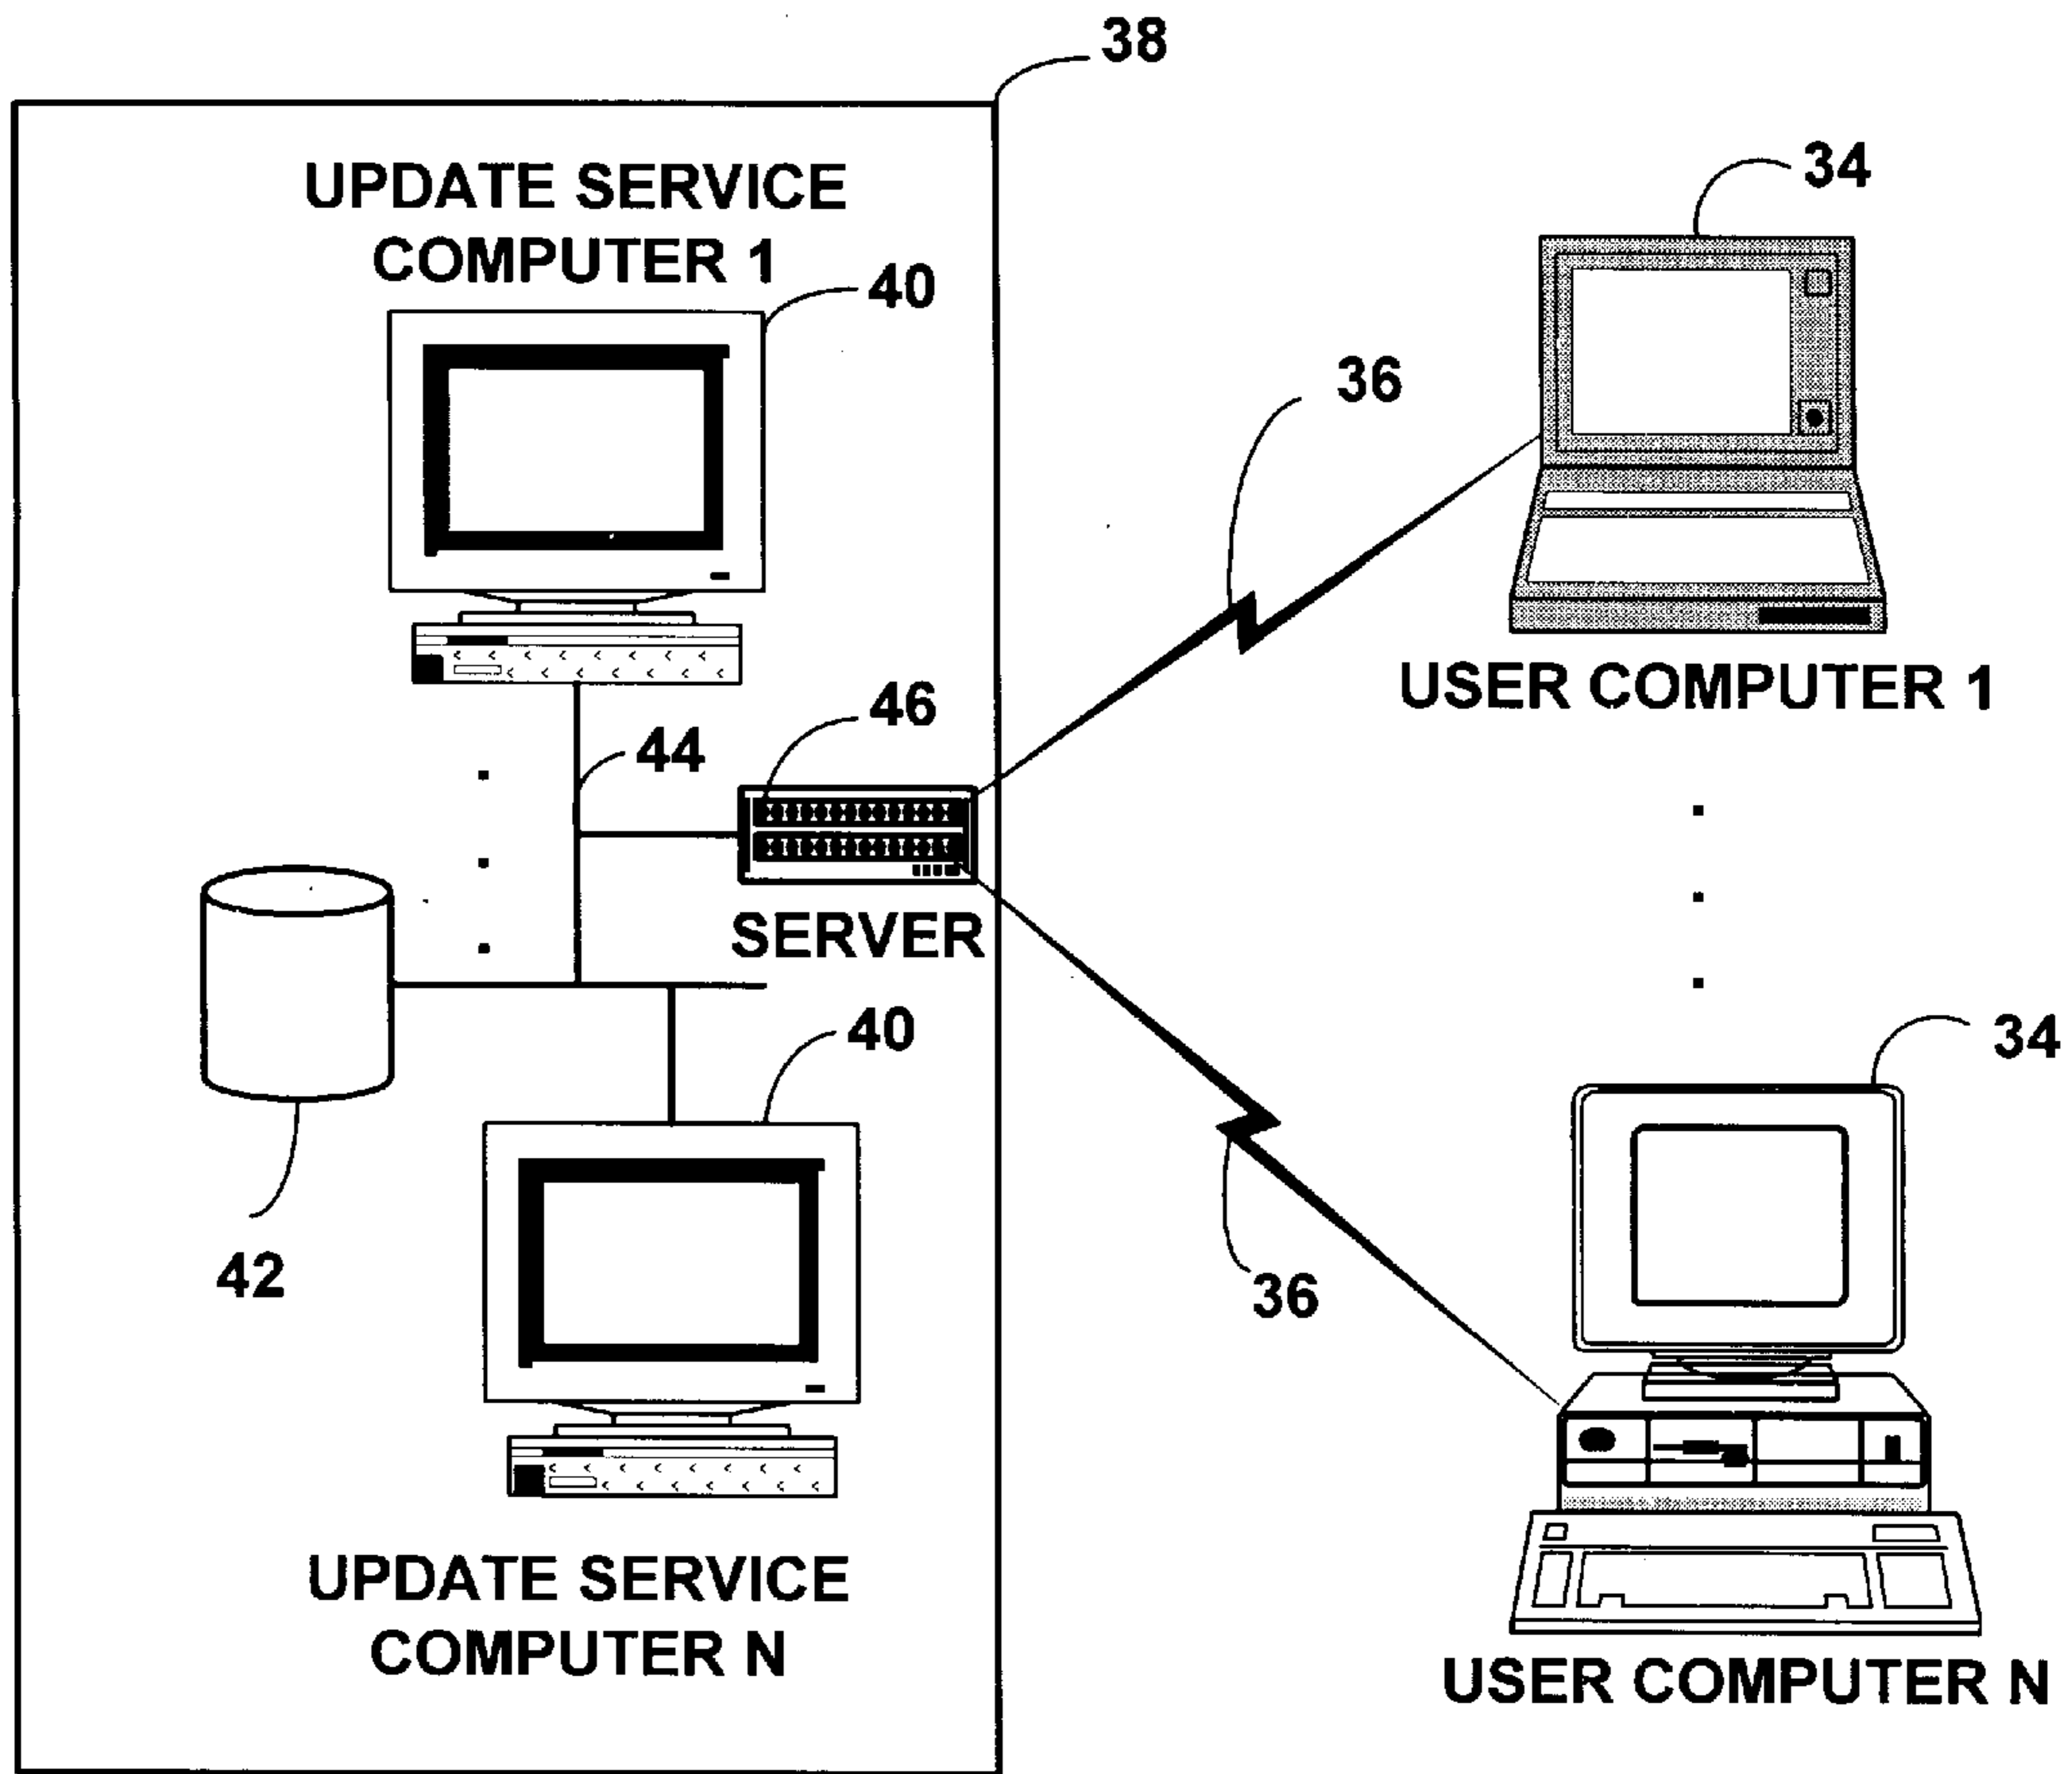 38
UPDATE SERVICE
COMPUTER 1
40
34
36
USER COMPUTER 1
46
44
SERVER
40
34
42
36
UPDATE SERVICE
COMPUTER N
USER COMPUTER N